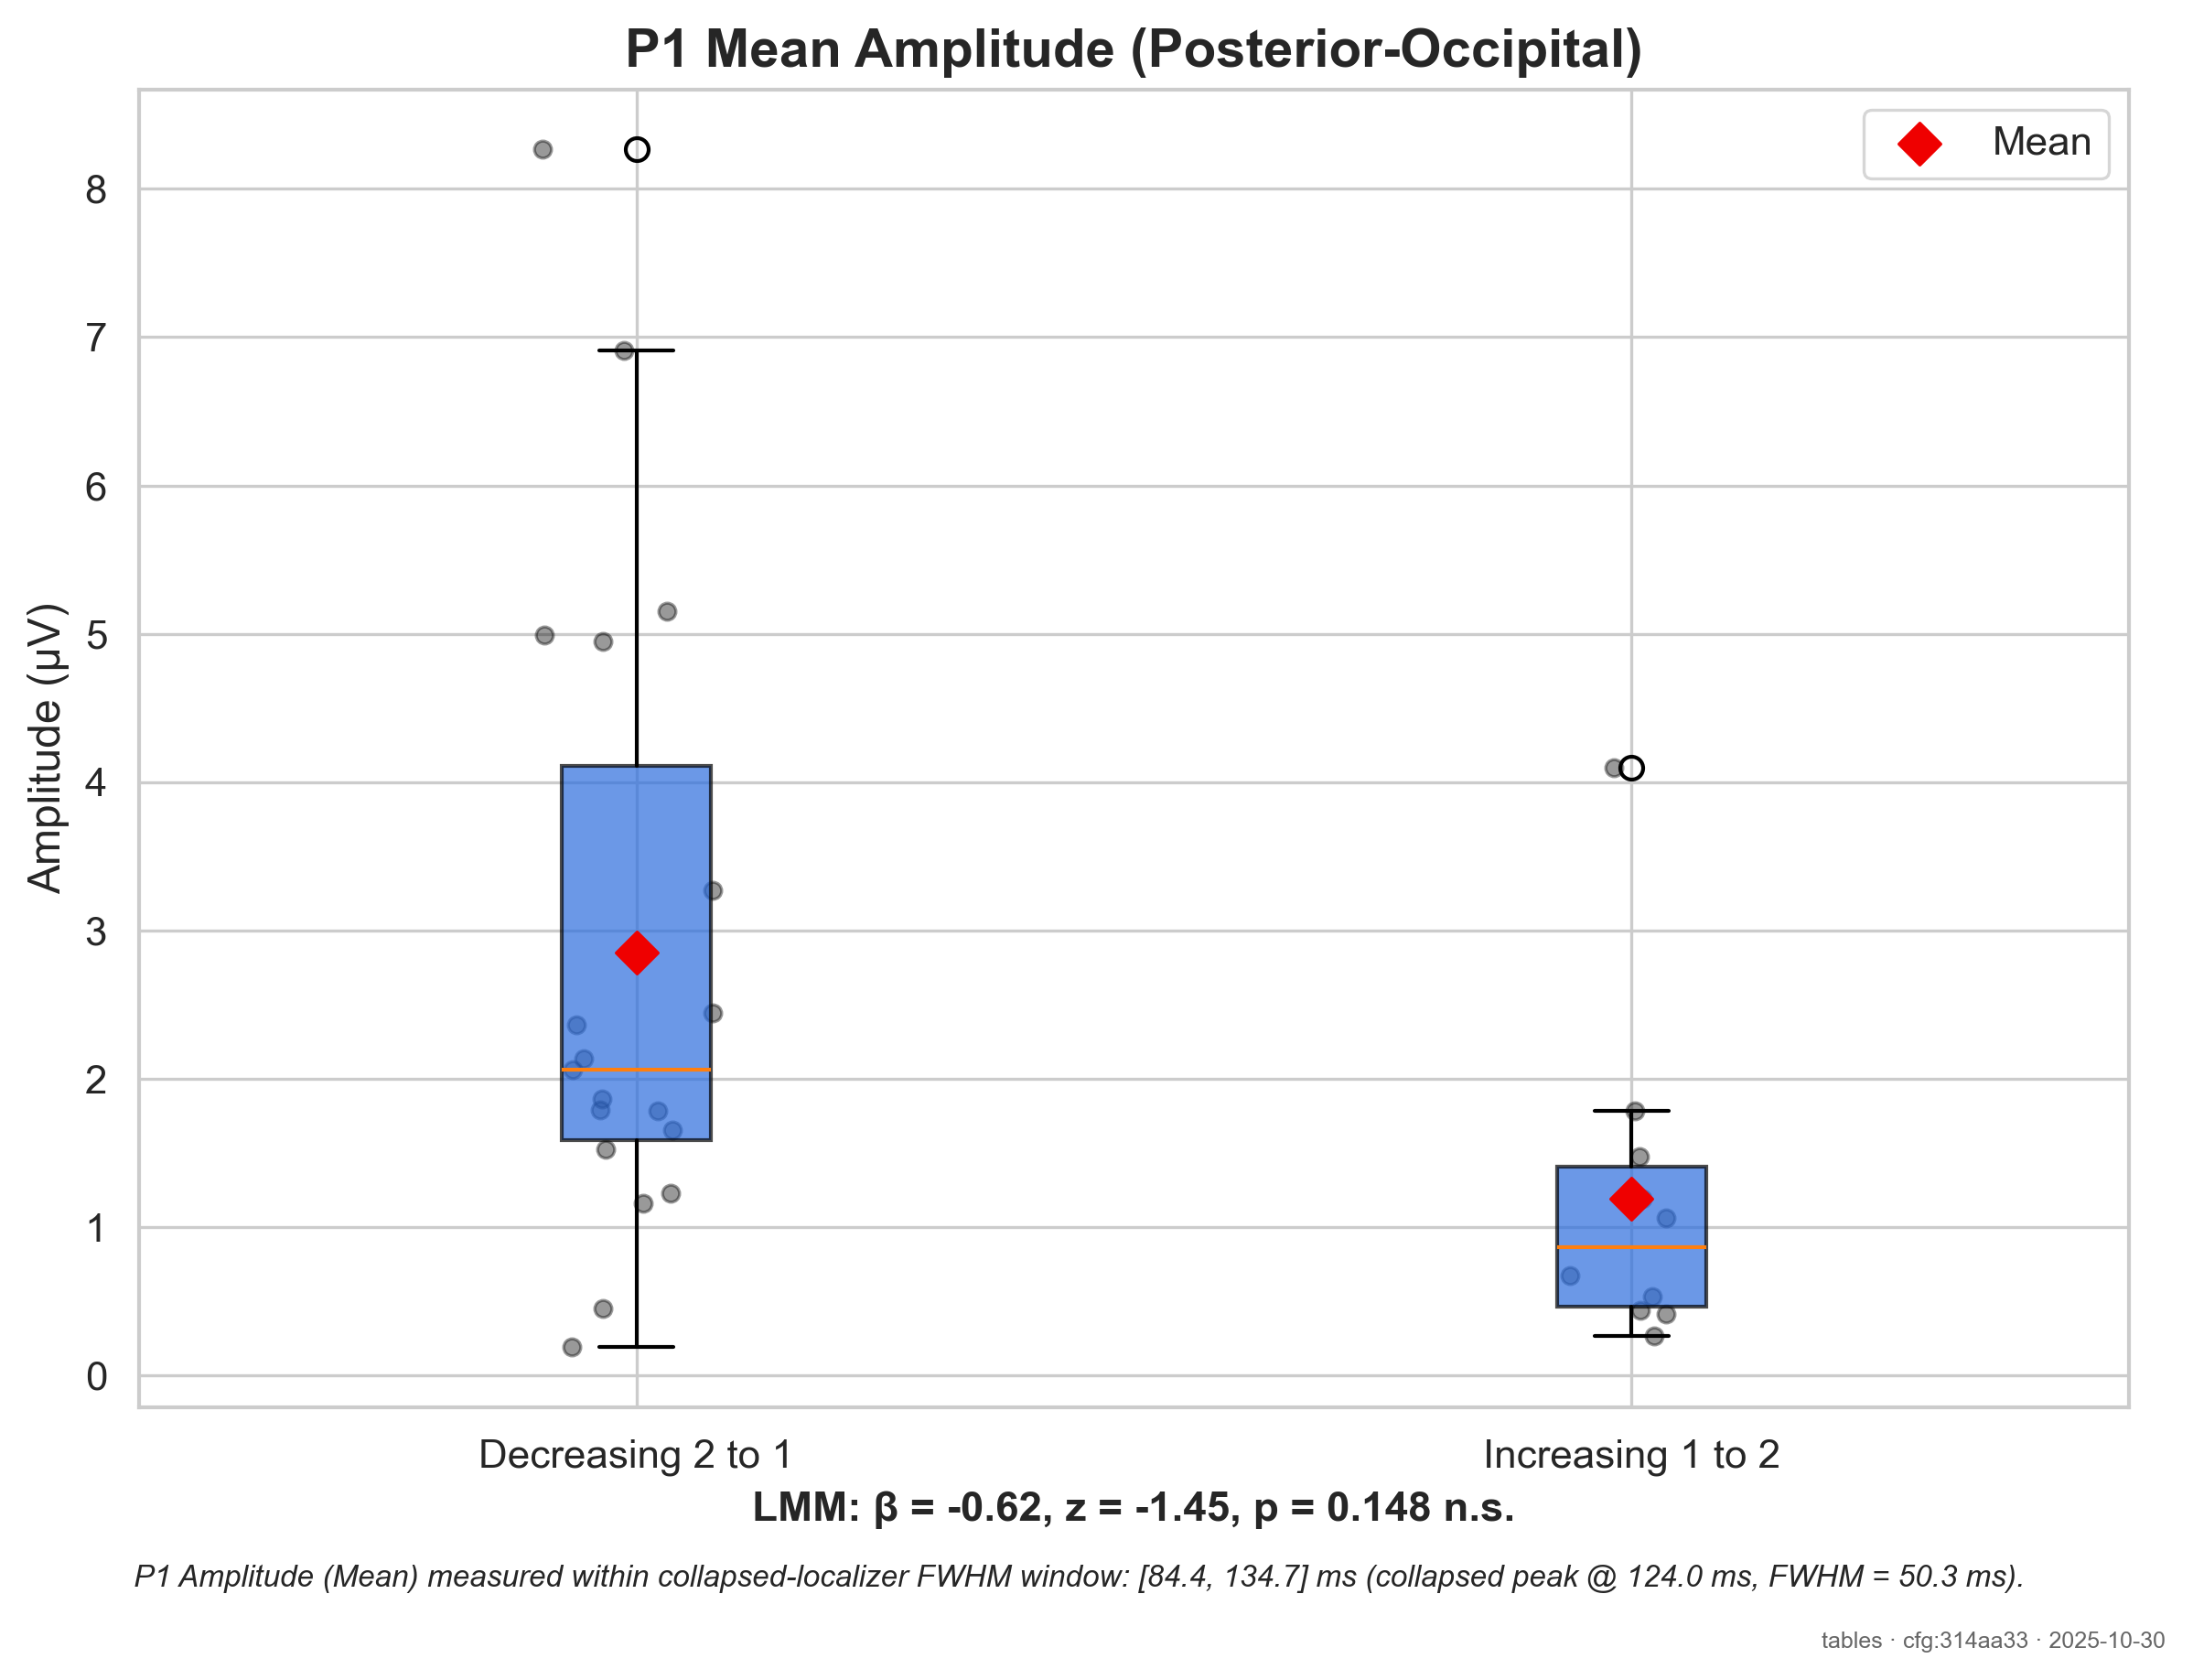 P1 Mean Amplitude (Posterior-Occipital)
Mean
8
7
6
5
4
3
2
1
0
Amplitude (µV)
Decreasing 2 to 1
Increasing 1 to 2
LMM: β = -0.62, z = -1.45, p = 0.148 n.s.
P1 Amplitude (Mean) measured within collapsed-localizer FWHM window: [84.4, 134.7] ms (collapsed peak @ 124.0 ms, FWHM = 50.3 ms).
tables · cfg:314aa33 · 2025-10-30